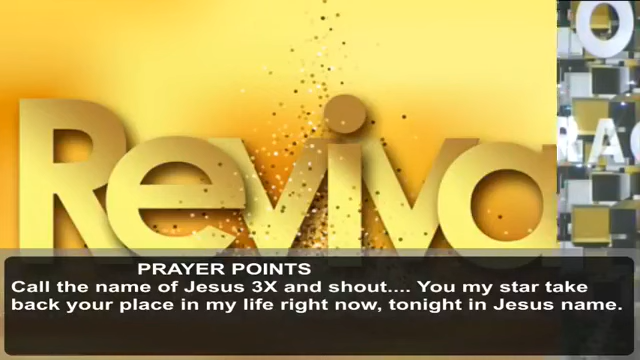 O
RAC
Reviva
PRAYER POINTS
Call the name of Jesus 3X and shout.... You my star take
back your place in my life right now, tonight in Jesus name.